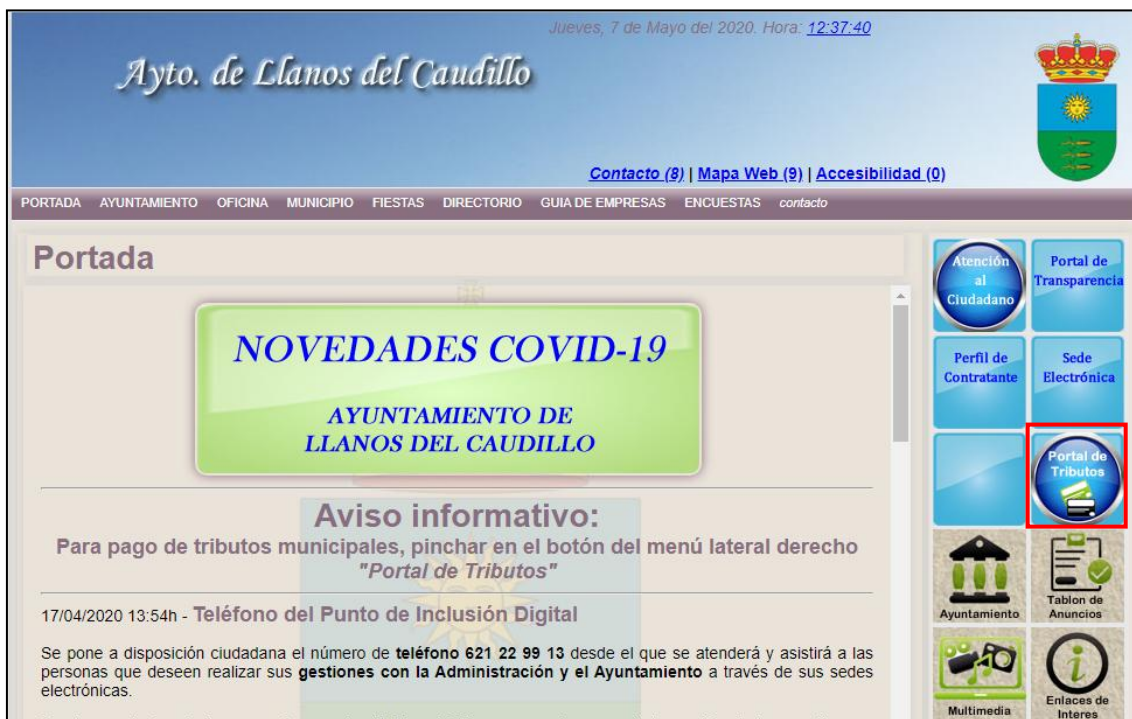 Jueves, 7 de Mayo del 2020. Hora: 12:37:40
Ayto. de Llanos del Caudillo
Contacto (8) | Mapa Web (9) | Accesibilidad (0)
PORTADA AYUNTAMIENTO OFICINA MUNICIPIO FIESTAS DIRECTORIO GUIA DE EMPRESAS ENCUESTAS contacto
Portada
NOVEDADES COVID-19
AYUNTAMIENTO DE
LLANOS DEL CAUDILLO
Aviso informativo:
Para pago de tributos municipales, pinchar en el botón del menú lateral derecho
"Portal de Tributos"
17/04/2020 13:54h - Teléfono del Punto de Inclusión Digital
Se pone a disposición ciudadana el número de teléfono 621 22 99 13 desde el que se atenderá y asistirá a las
personas que deseen realizar sus gestiones con la Administración y el Ayuntamiento a través de sus sedes
electrónicas.
Atención
al
Ciudadano
Portal de
Transparencia
Perfil de
Contratante
Sede
Electrónica
Portal de
Tributos
Ayuntamiento
Tablon de
Anuncios
Multimedia
Enlaces de
Interes